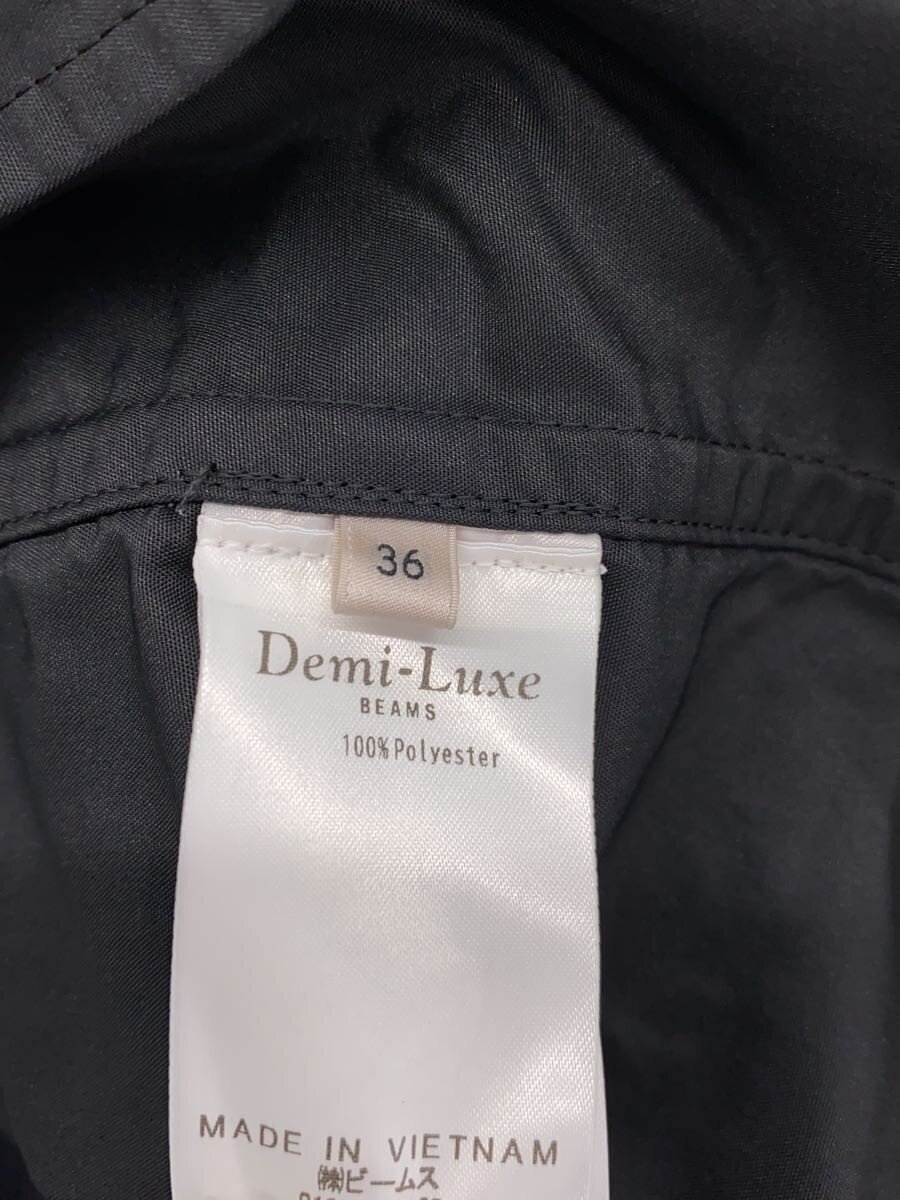 36
Demi-Luxe
BEAMS
100%Polyester
MADE IN VIETNAM
㈱ビームス